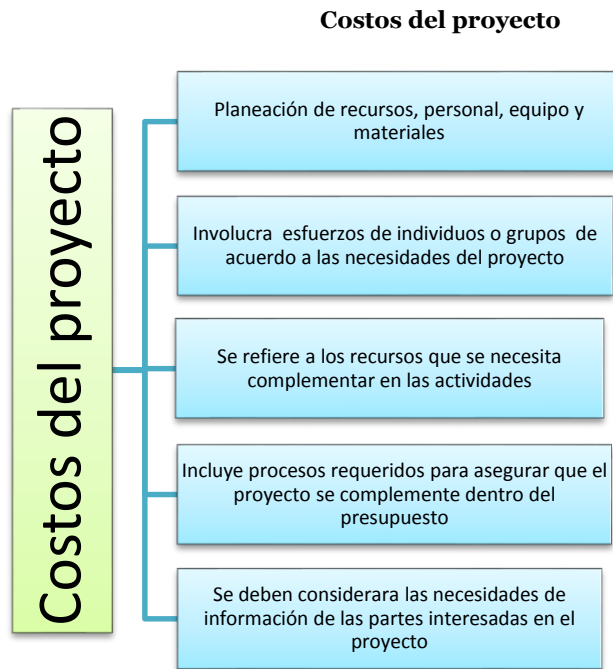 Costos del proyecto
Costos del proyecto
Planeación de recursos, personal, equipo y
materiales
Involucra esfuerzos de individuos o grupos de
acuerdo a las necesidades del proyecto
Se refiere a los recursos que se necesita
complementar en las actividades
Incluye procesos requeridos para asegurar que el
proyecto se complemente dentro del
presupuesto
Se deben considerara las necesidades de
información de las partes interesadas en el
proyecto